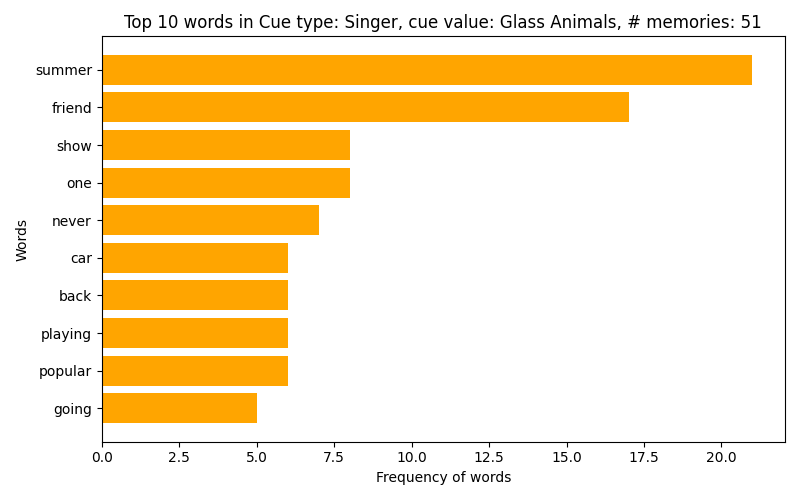 Top 10 words in Cue type: Singer, cue value: Glass Animals, # memories: 51
summer
friend
show
one
never
car
back
playing
popular
going
Words
0.0 2.5 5.0 7.5 10.0 12.5 15.0 17.5 20.0
Frequency of words